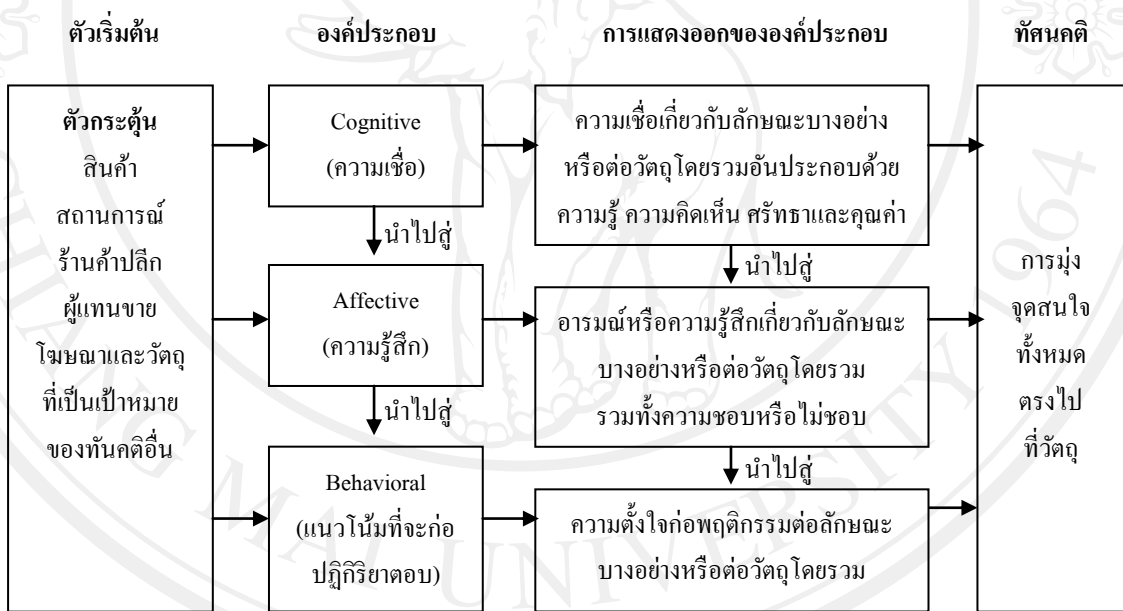 ตัวเริ่มต้น
องค์ประกอบ
การแสดงออกขององค์ประกอบ
ทัศนคติ
ตัวกระตุ้น
สินค้า
สถานการณ์
ร้านค้าปลีก
ผู้แทนขาย
โฆษณาและวัตถุ
ที่เป็นเป้าหมาย
ของทันคติอื่น
Cognitive
(ความเชื่อ)
นำไปสู่
Affective
(ความรู้สึก)
นำไปสู่
Behavioral
(แนวโน้มที่จะก่อ
ปฏิกิริยาตอบ)
ความเชื่อเกี่ยวกับลักษณะบางอย่าง
หรือต่อวัตถุโดยรวมอันประกอบด้วย
ความรู้ ความคิดเห็น ศรัทธาและคุณค่า
นำไปสู่
อารมณ์หรือความรู้สึกเกี่ยวกับลักษณะ
บางอย่างหรือต่อวัตถุโดยรวม
รวมทั้งความชอบหรือไม่ชอบ
นำไปสู่
ความตั้งใจก่อพฤติกรรมต่อลักษณะ
บางอย่างหรือต่อวัตถุโดยรวม
การมุ่ง
จุดสนใจ
ทั้งหมด
ตรงไป
ที่วัตถุ
CHIANG MAI UNIVERSITY 1964